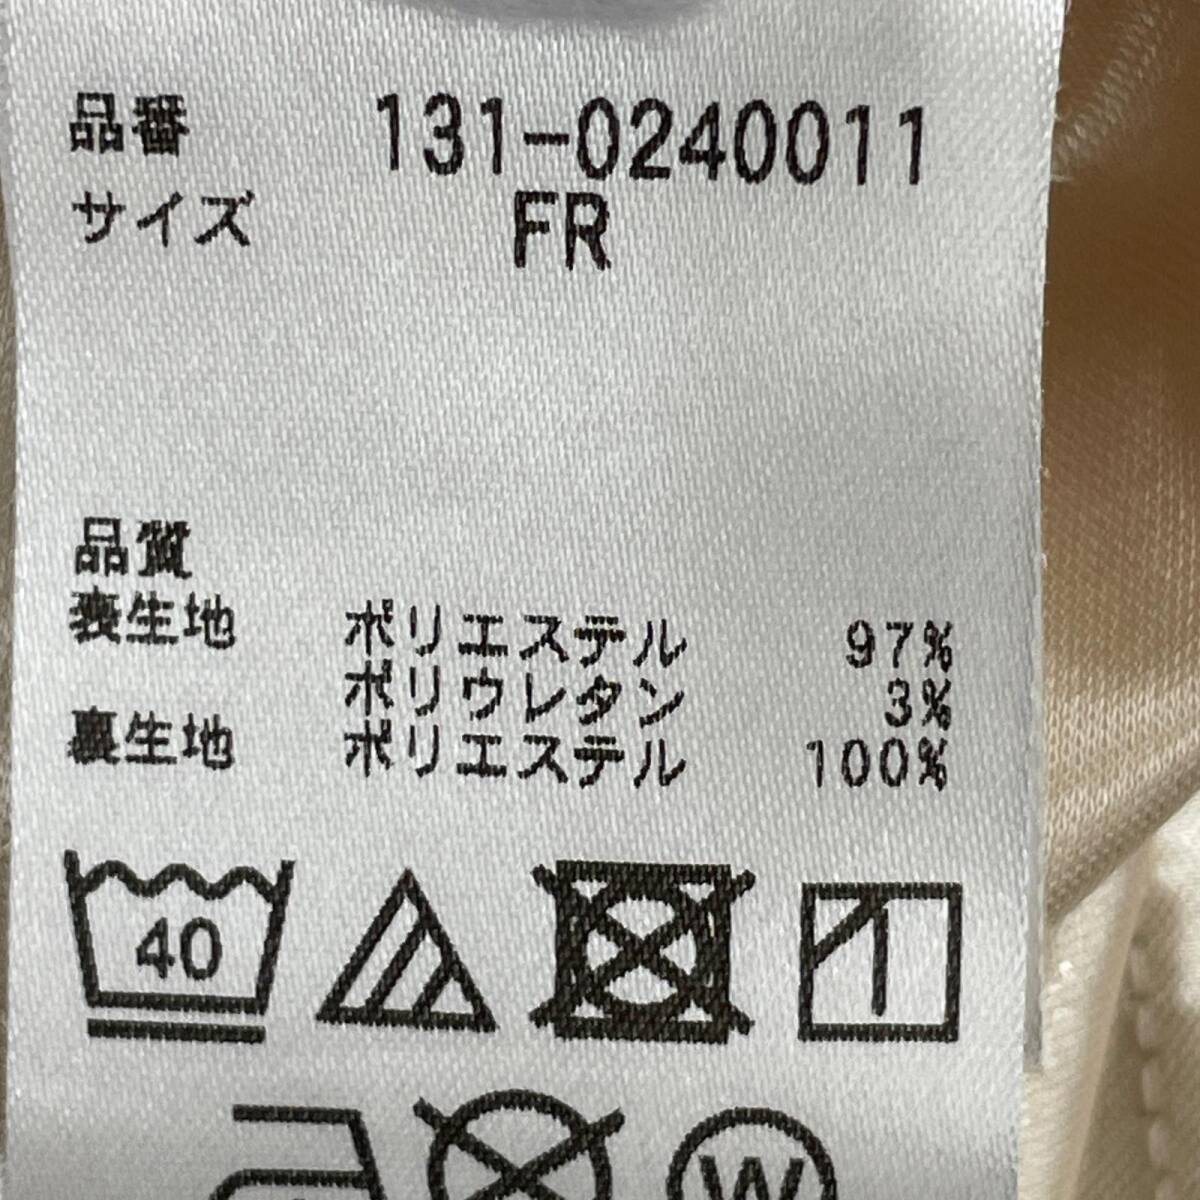 品番 131-0240011
サイズ FR
品質
表生地 ポリエステル 97%
ポリウレタン 3%
裏生地 ポリエステル 100%
40
W